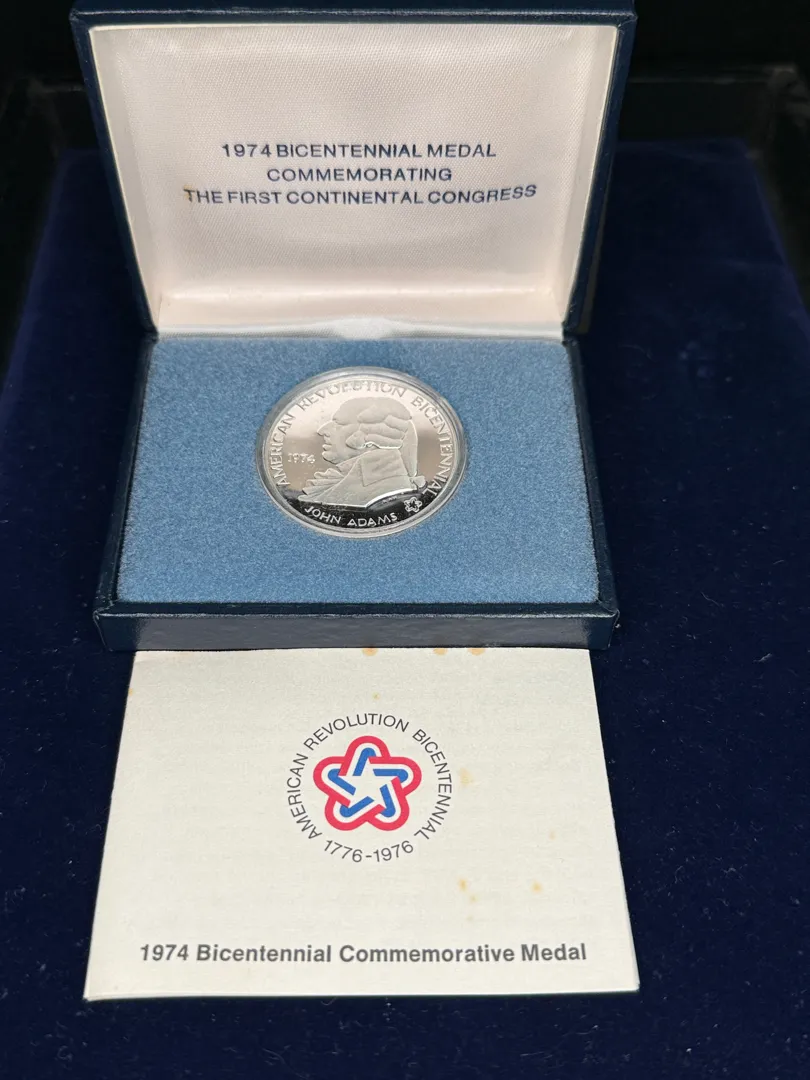 1974 BICENTENNIAL MEDAL
COMMEMORATING
THE FIRST CONTINENTAL CONGRESS
AMERICAN REVOLUTION BICENTENNIAL
1974
JOHN ADAMS
AMERICAN REVOLUTION BICENTENNIAL
1776-1976
1974 Bicentennial Commemorative Medal